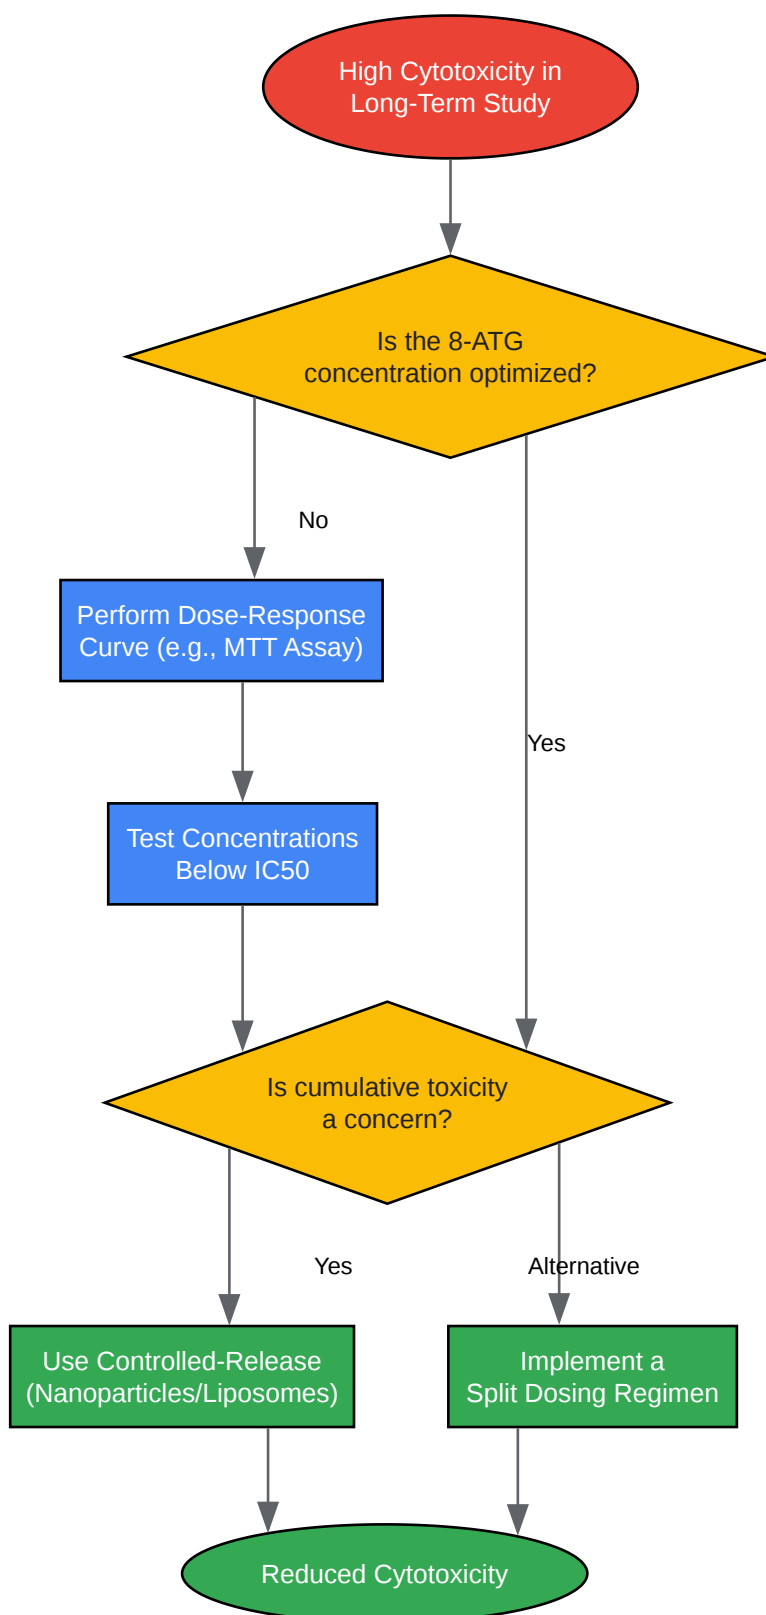 High Cytotoxicity in
Long-Term Study
Is the 8-ATG
concentration optimized?
No
Perform Dose-Response
Curve (e.g., MTT Assay)
Yes
Test Concentrations
Below IC50
Is cumulative toxicity
a concern?
Yes
Alternative
Use Controlled-Release
(Nanoparticles/Liposomes)
Implement a
Split Dosing Regimen
Reduced Cytotoxicity